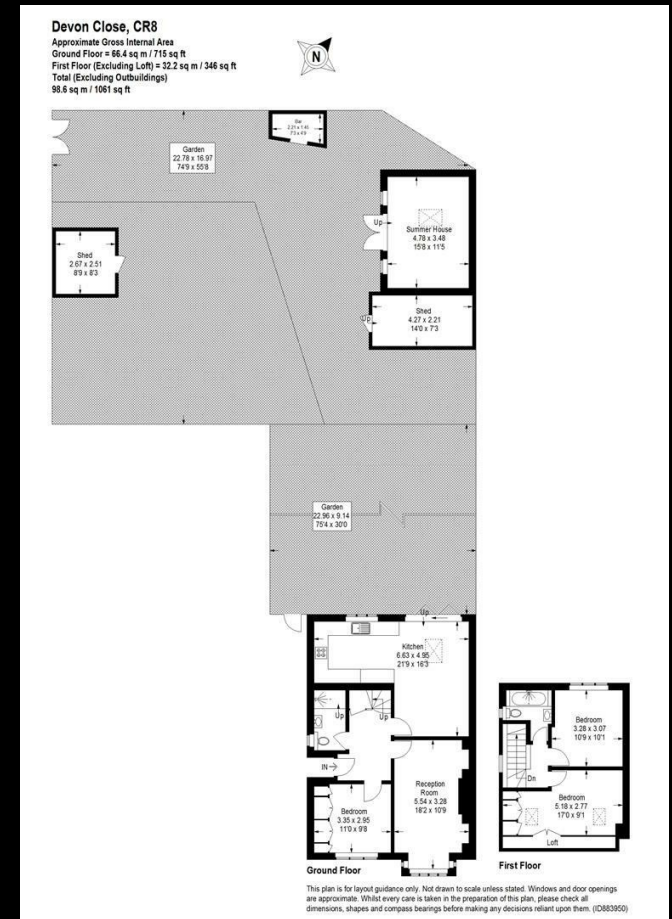 Devon Close, CR8
Approximate Gross Internal Area
Ground Floor = 66.4 sq m / 715 sq ft
First Floor (Excluding Loft) = 32.2 sq m / 346 sq ft
Total (Excluding Outbuildings)
98.6 sq m / 1061 sq ft
N
Bar
2.21 x 1.45
7'3 x 4'9
Garden
22.78 x 16.97
74'9 x 55'8
Up
Summer House
4.78 x 3.48
15'8 x 11'5
Shed
2.67 x 2.51
8'9 x 8'3
Up
Shed
4.27 x 2.21
14'0 x 7'3
Garden
22.96 x 9.14
75'4 x 30'0
Up
Kitchen
6.63 x 4.95
21'9 x 16'3
Up
Up
IN
Reception
Room
5.54 x 3.28
18'2 x 10'9
Bedroom
3.35 x 2.95
11'0 x 9'8
Ground Floor
Bedroom
3.28 x 3.07
10'9 x 10'1
Dn
Bedroom
5.18 x 2.77
17'0 x 9'1
Loft
First Floor
This plan is for layout guidance only. Not drawn to scale unless stated. Windows and door openings
are approximate. Whilst every care is taken in the preparation of this plan, please check all
dimensions, shapes and compass bearings before making any decisions reliant upon them. (ID883950)